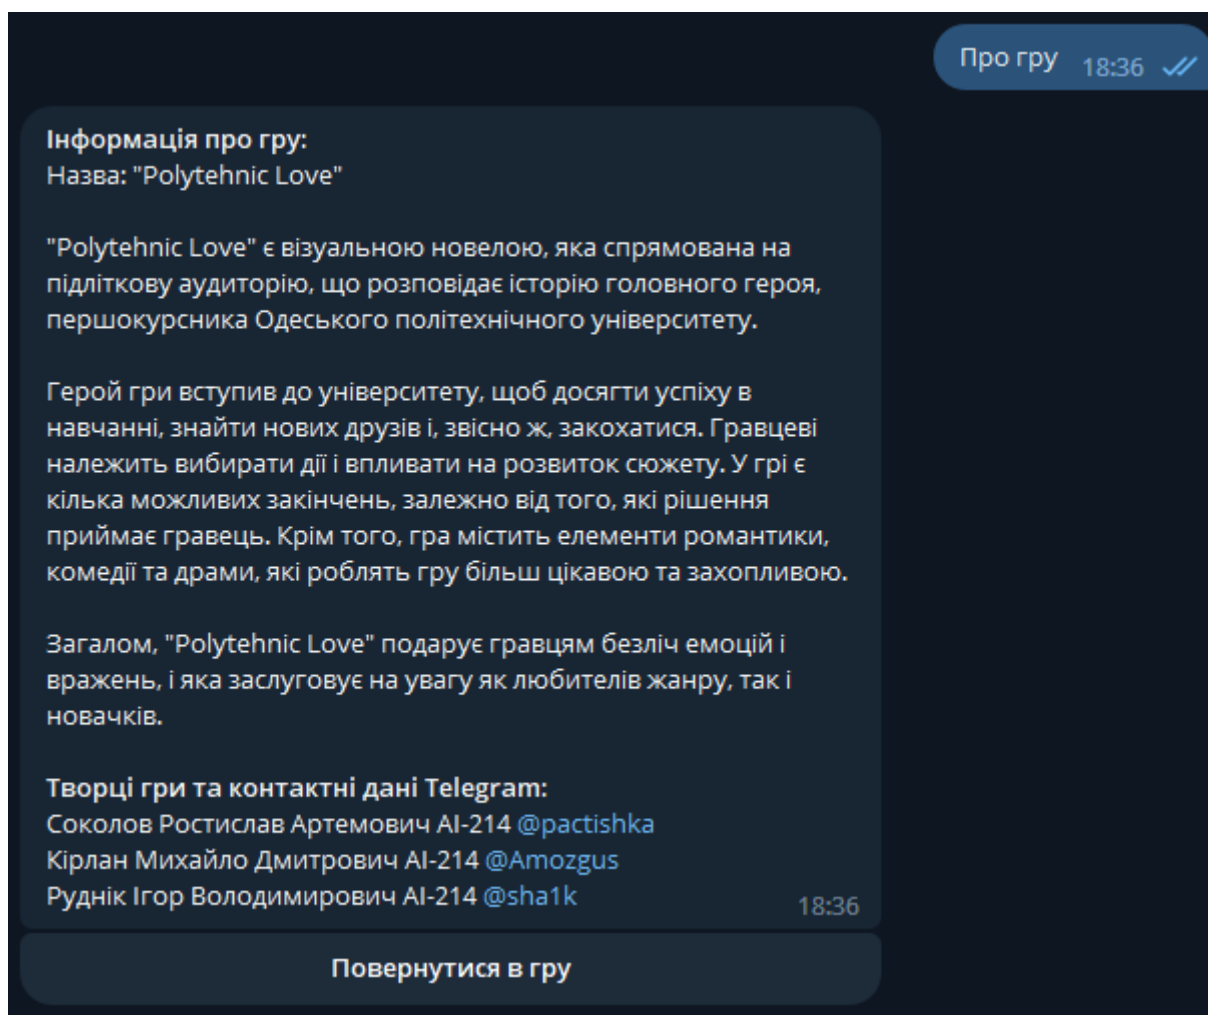 Про гру 18:36
Інформація про гру:
Назва: "Polytehnic Love"
"Polytehnic Love" є візуальною новелою, яка спрямована на
підліткову аудиторію, що розповідає історію головного героя,
першокурсника Одеського політехнічного університету.
Герой гри вступив до університету, щоб досягти успіху в
навчанні, знайти нових друзів і, звісно ж, закохатися. Гравцеві
належить вибирати дії і впливати на розвиток сюжету. У грі є
кілька можливих закінчень, залежно від того, які рішення
приймає гравець. Крім того, гра містить елементи романтики,
комедії та драми, які роблять гру більш цікавою та захопливою.
Загалом, "Polytehnic Love" подарує гравцям безліч емоцій і
вражень, і яка заслуговує на увагу як любителів жанру, так і
новачків.
Творці гри та контактні дані Telegram:
Соколов Ростислав Артемович АІ-214 @pactishka
Кірлан Михайло Дмитрович АІ-214 @Amozgus
Руднік Ігор Володимирович АІ-214 @sha1k
18:36
Повернутися в гру